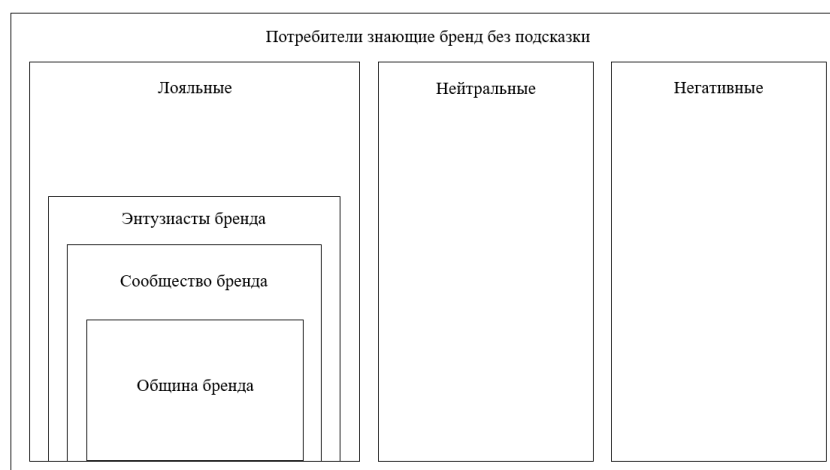 Потребители знающие бренд без подсказки
Лояльные
Нейтральные
Негативные
Энтузиасты бренда
Сообщество бренда
Община бренда